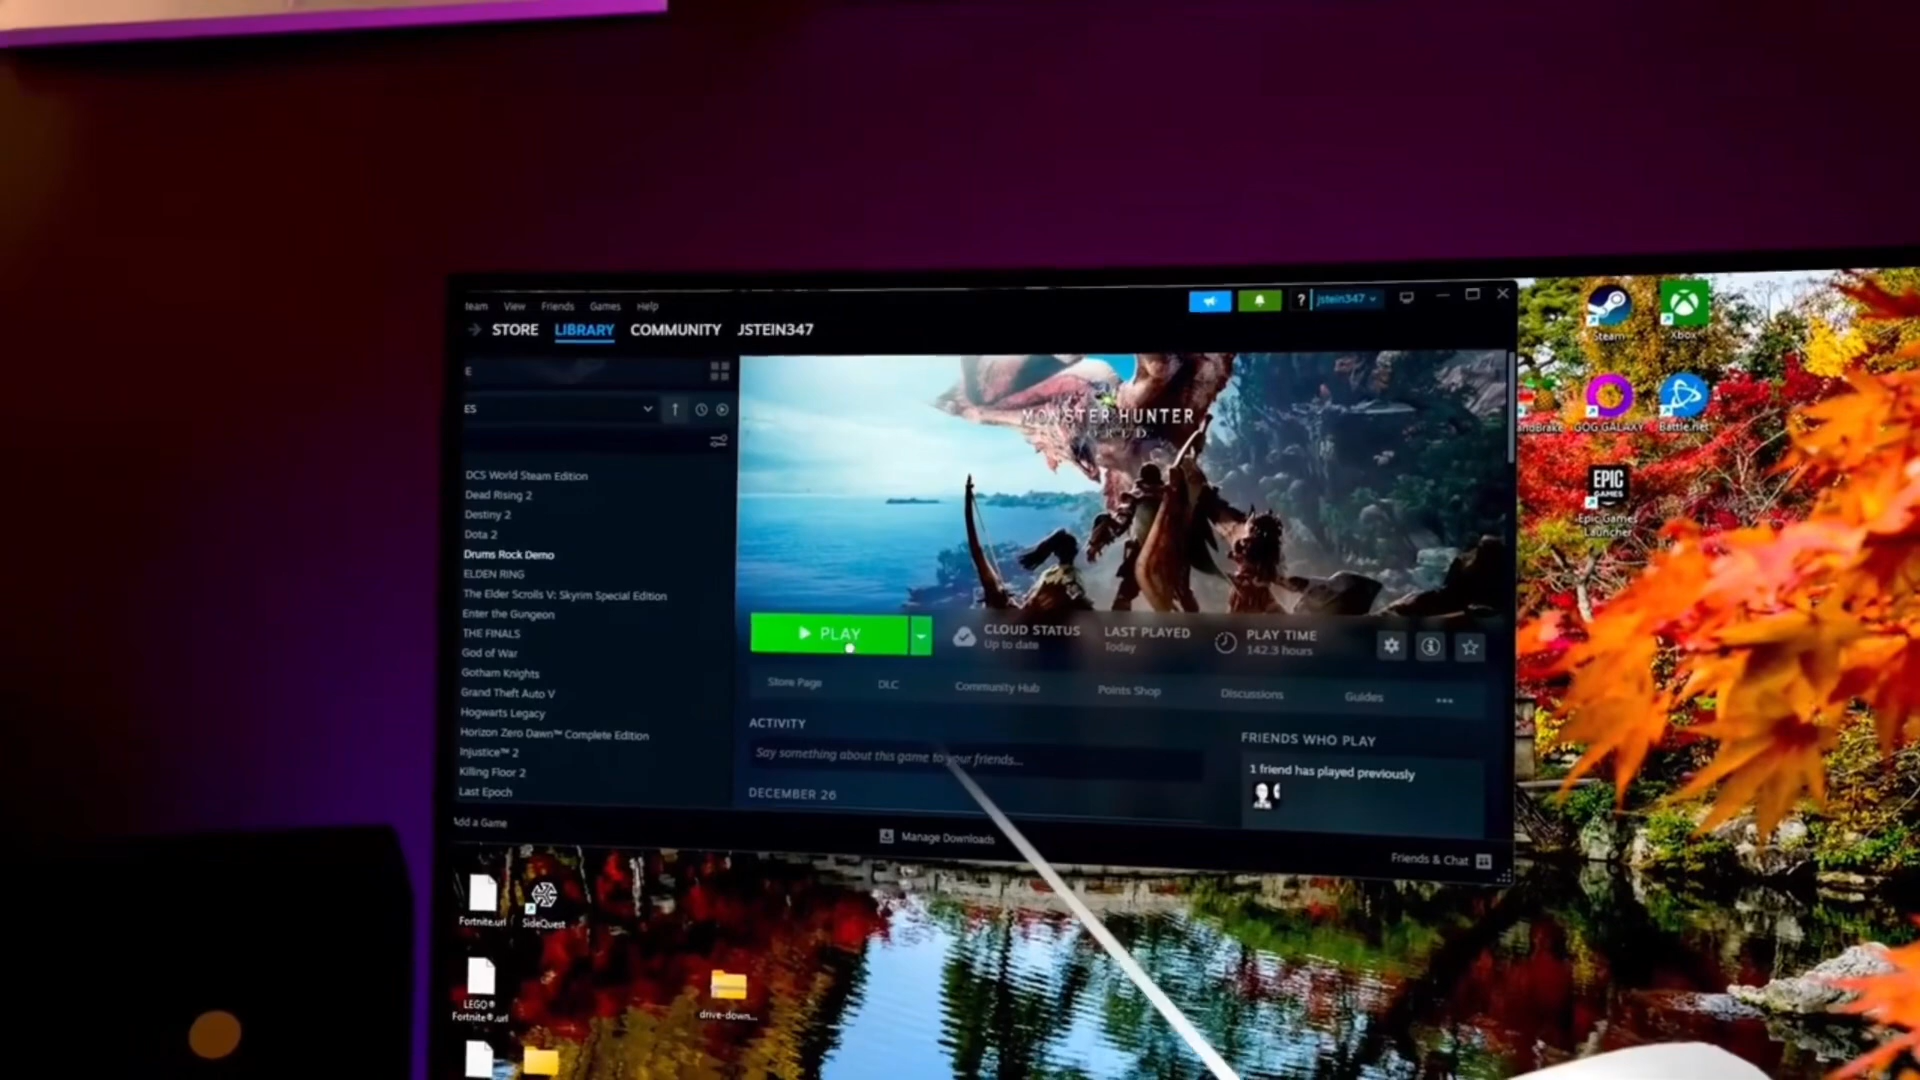 team View Friends Games Help
? jstein347
STORE LIBRARY COMMUNITY JSTEIN347
E
ES
DCS World Steam Edition
Dead Rising 2
Destiny 2
Dota 2
Drums Rock Demo
ELDEN RING
The Elder Scrolls V: Skyrim Special Edition
Enter the Gungeon
THE FINALS
God of War
Gotham Knights
Grand Theft Auto V
Hogwarts Legacy
Horizon Zero Dawn™ Complete Edition
Injustice™ 2
Killing Floor 2
Last Epoch
Add a Game
MONSTER HUNTER
WORLD
PLAY
CLOUD STATUS
Up to date
LAST PLAYED
Today
PLAY TIME
142.3 hours
Store Page DLC Community Hub Points Shop Discussions Guides
ACTIVITY
Say something about this game to your friends...
DECEMBER 26
FRIENDS WHO PLAY
1 friend has played previously
Manage Downloads
Friends & Chat
Steam
Xbox
andBrake
GOG GALAXY
Battle.net
EPIC
GAMES
Epic Games
Launcher
Fortnite.url
SideQuest
LEGO®
Fortnite®.url
drive-down...